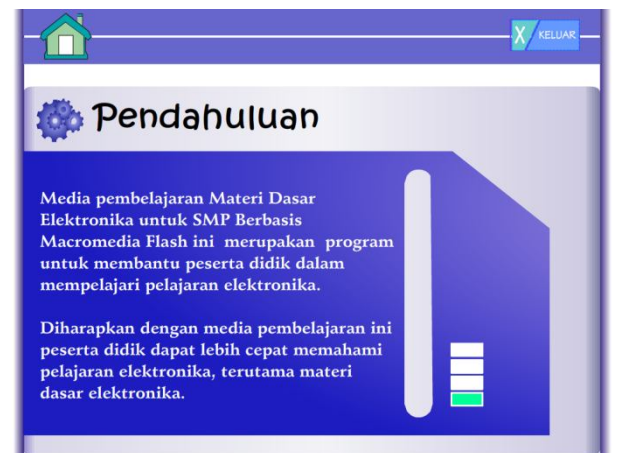 X KELUAR
Pendahuluan
Media pembelajaran Materi Dasar
Elektronika untuk SMP Berbasis
Macromedia Flash ini merupakan program
untuk membantu peserta didik dalam
mempelajari pelajaran elektronika.
Diharapkan dengan media pembelajaran ini
peserta didik dapat lebih cepat memahami
pelajaran elektronika, terutama materi
dasar elektronika.